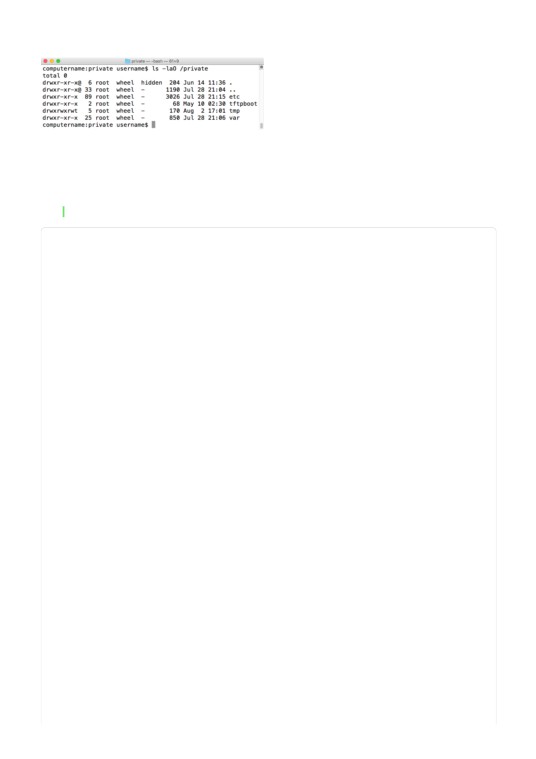 private — -bash — 81×9
computername:private username$ ls -laO /private
total 0
drwxr-xr-x@  6 root  wheel  hidden  204 Jun 14 11:36 .
drwxr-xr-x@ 33 root  wheel  -      1190 Jul 28 21:04 ..
drwxr-xr-x  89 root  wheel  -      3026 Jul 28 21:15 etc
drwxr-xr-x   2 root  wheel  -        68 May 10 02:30 tftpboot
drwxrwxrwt   5 root  wheel  -       170 Aug  2 17:01 tmp
drwxr-xr-x  25 root  wheel  -       850 Jul 28 21:06 var
computername:private username$